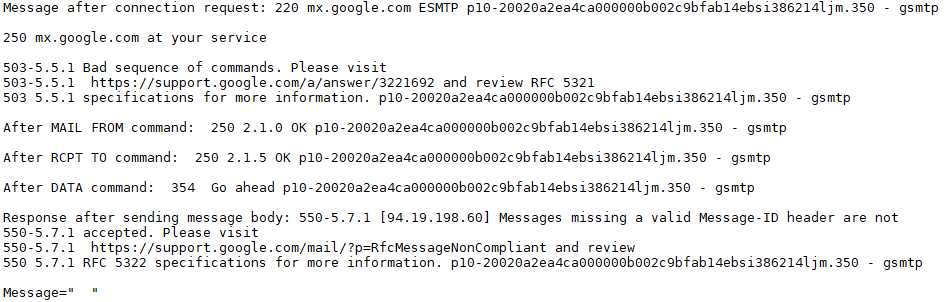 Message after connection request: 220 mx.google.com ESMTP p10-20020a2ea4ca000000b002c9bfab14ebsi386214ljm.350 - gsmtp
250 mx.google.com at your service
503-5.5.1 Bad sequence of commands. Please visit
503-5.5.1  https://support.google.com/a/answer/3221692 and review RFC 5321
503 5.5.1 specifications for more information. p10-20020a2ea4ca000000b002c9bfab14ebsi386214ljm.350 - gsmtp
After MAIL FROM command:  250 2.1.0 OK p10-20020a2ea4ca000000b002c9bfab14ebsi386214ljm.350 - gsmtp
After RCPT TO command:  250 2.1.5 OK p10-20020a2ea4ca000000b002c9bfab14ebsi386214ljm.350 - gsmtp
After DATA command:  354  Go ahead p10-20020a2ea4ca000000b002c9bfab14ebsi386214ljm.350 - gsmtp
Response after sending message body: 550-5.7.1 [94.19.198.60] Messages missing a valid Message-ID header are not
550-5.7.1 accepted. Please visit
550-5.7.1  https://support.google.com/mail/?p=RfcMessageNonCompliant and review
550 5.7.1 RFC 5322 specifications for more information. p10-20020a2ea4ca000000b002c9bfab14ebsi386214ljm.350 - gsmtp
Message="  "